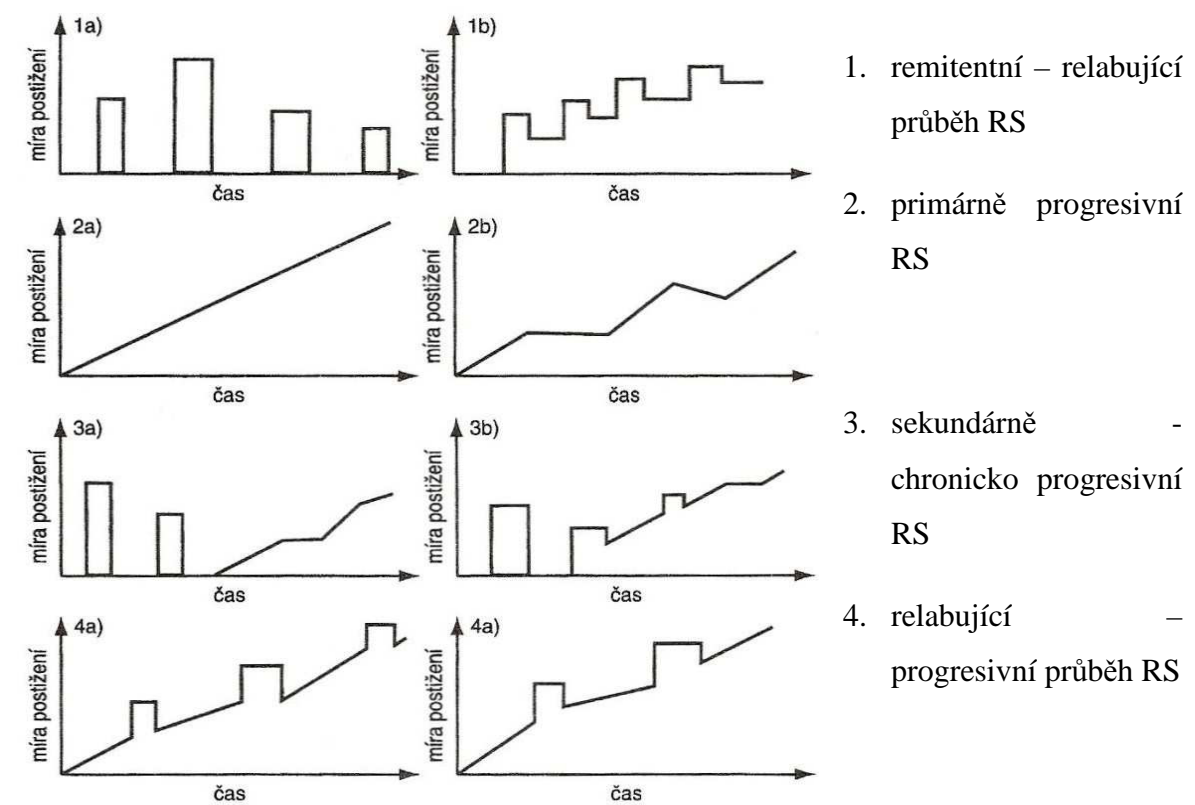 1a)
míra postižení
čas
1b)
míra postižení
čas
2a)
míra postižení
čas
2b)
míra postižení
čas
3a)
míra postižení
čas
3b)
míra postižení
čas
4a)
míra postižení
čas
4a)
míra postižení
čas
1. remitentní – relabující
průběh RS
2. primárně progresivní
RS
3. sekundárně -
chronicko progresivní
RS
4. relabující –
progresivní průběh RS